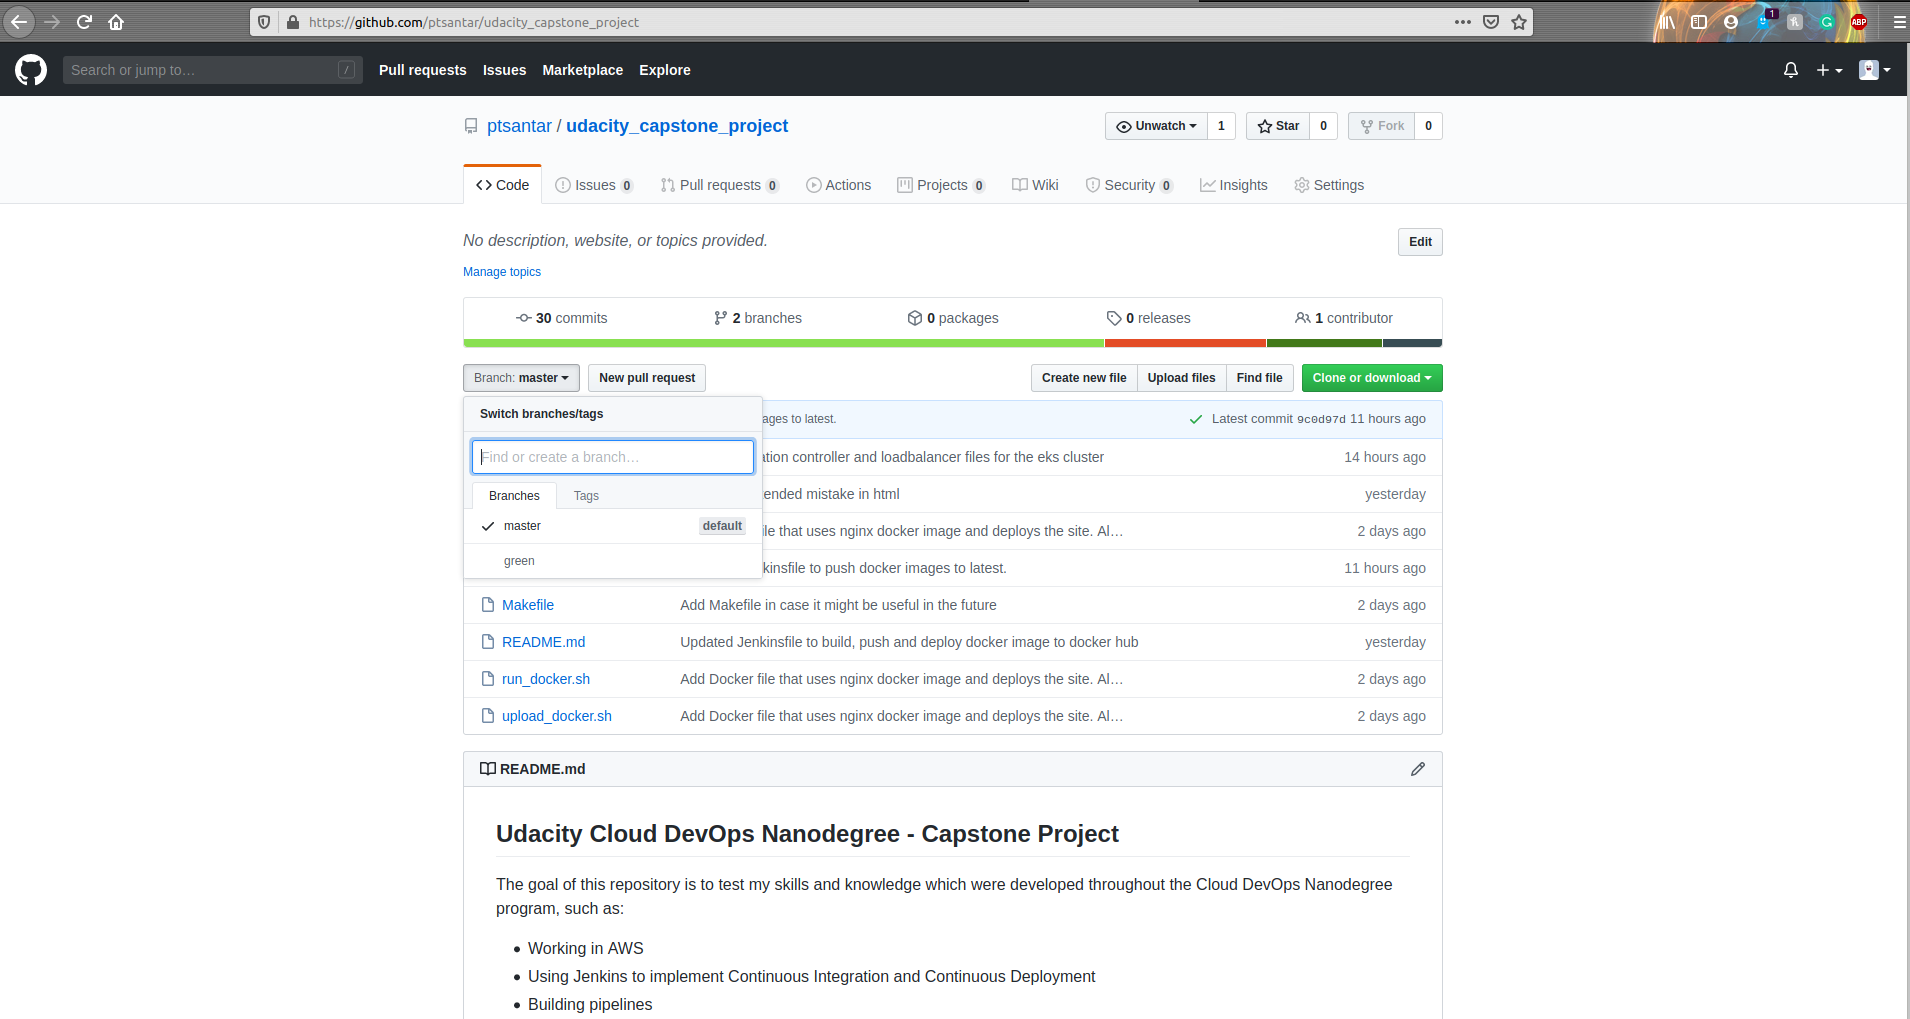 https://github.com/ptsantar/udacity_capstone_project
1
ABP
Search or jump to… / Pull requests Issues Marketplace Explore
ptsantar / udacity_capstone_project Unwatch 1 Star 0 Fork 0
Code Issues 0 Pull requests 0 Actions Projects 0 Wiki Security 0 Insights Settings
No description, website, or topics provided. Edit
Manage topics
30 commits 2 branches 0 packages 0 releases 1 contributor
Branch: master New pull request Create new file Upload files Find file Clone or download
Switch branches/tags
ages to latest. Latest commit 9c0d97d 11 hours ago
Find or create a branch… ation controller and loadbalancer files for the eks cluster 14 hours ago
Branches Tags ended mistake in html yesterday
master default ile that uses nginx docker image and deploys the site. Al… 2 days ago
green kinsfile to push docker images to latest. 11 hours ago
Makefile Add Makefile in case it might be useful in the future 2 days ago
README.md Updated Jenkinsfile to build, push and deploy docker image to docker hub yesterday
run_docker.sh Add Docker file that uses nginx docker image and deploys the site. Al… 2 days ago
upload_docker.sh Add Docker file that uses nginx docker image and deploys the site. Al… 2 days ago
README.md
Udacity Cloud DevOps Nanodegree - Capstone Project
The goal of this repository is to test my skills and knowledge which were developed throughout the Cloud DevOps Nanodegree
program, such as:
Working in AWS
Using Jenkins to implement Continuous Integration and Continuous Deployment
Building pipelines